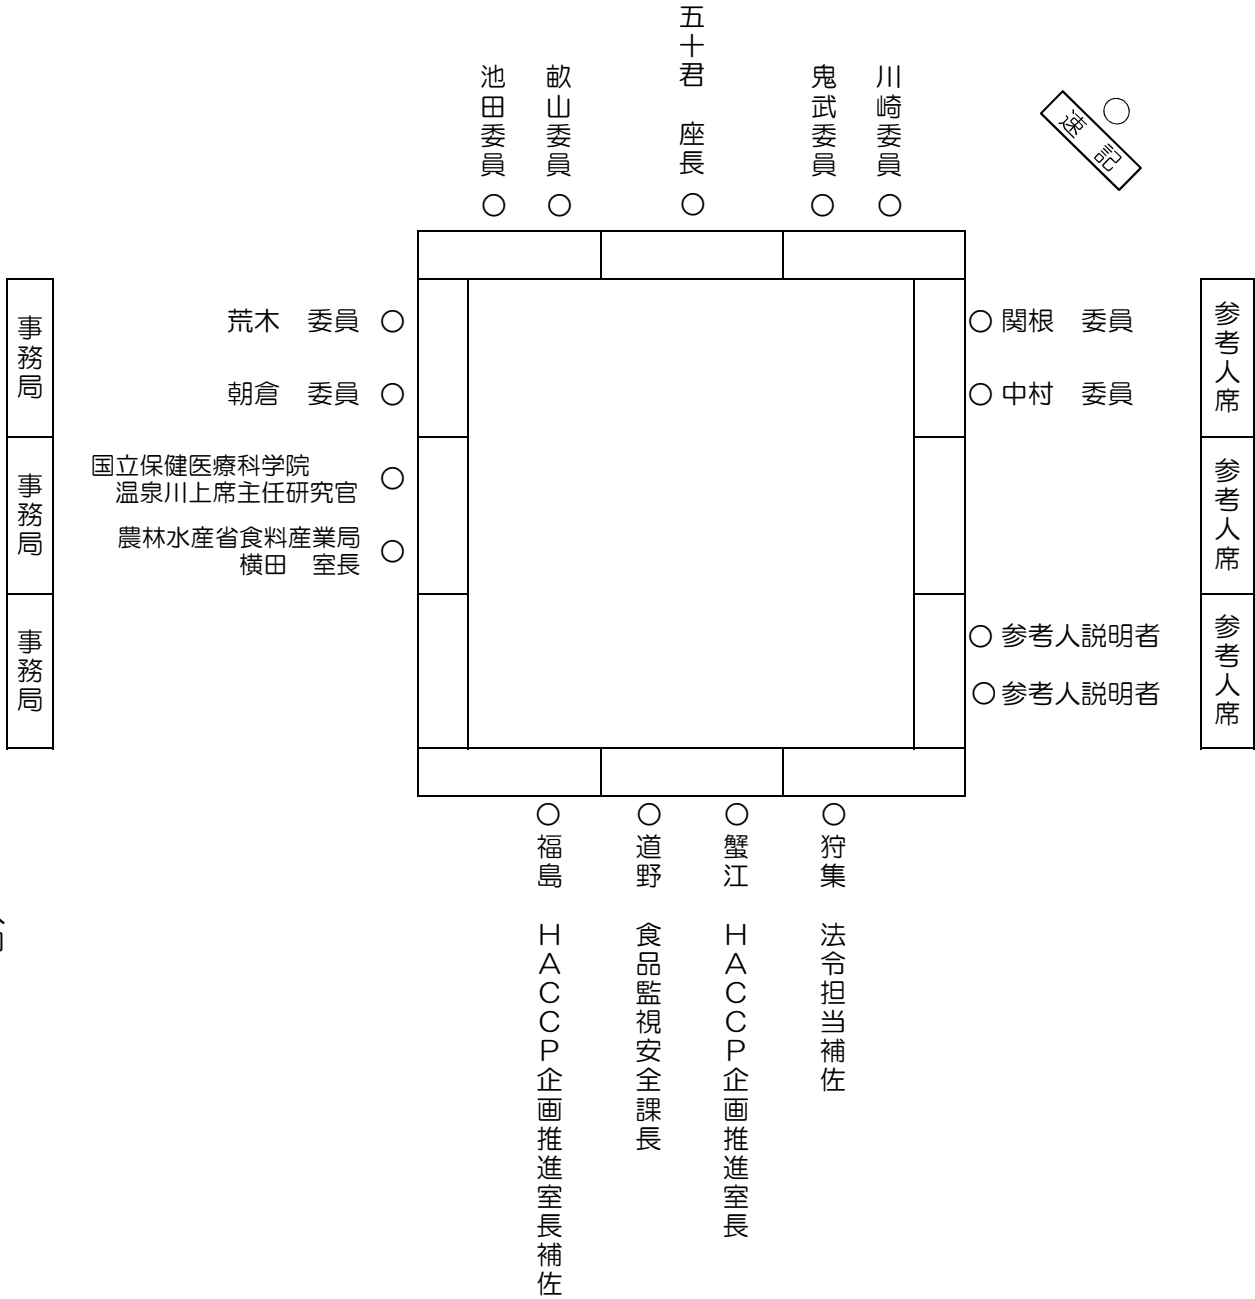 五十君　座長
池田委員
畝山委員
鬼武委員
川崎委員
速記
事務局
事務局
事務局
荒木　委員
朝倉　委員
国立保健医療科学院
温泉川上席主任研究官
農林水産省食料産業局
横田　室長
関根　委員
中村　委員
参考人説明者
参考人説明者
参考人席
参考人席
参考人席
福島　ＨＡＣＣＰ企画推進室長補佐
道野　食品監視安全課長
蟹江　ＨＡＣＣＰ企画推進室長
狩集　法令担当補佐